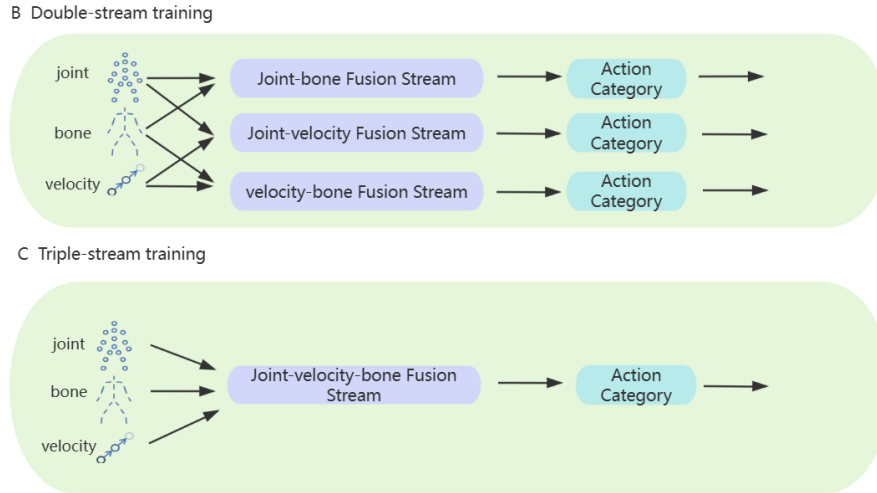 B Double-stream training
joint
Joint-bone Fusion Stream
Action
Category
bone
Joint-velocity Fusion Stream
Action
Category
velocity
velocity-bone Fusion Stream
Action
Category
C Triple-stream training
joint
bone
velocity
Joint-velocity-bone Fusion
Stream
Action
Category